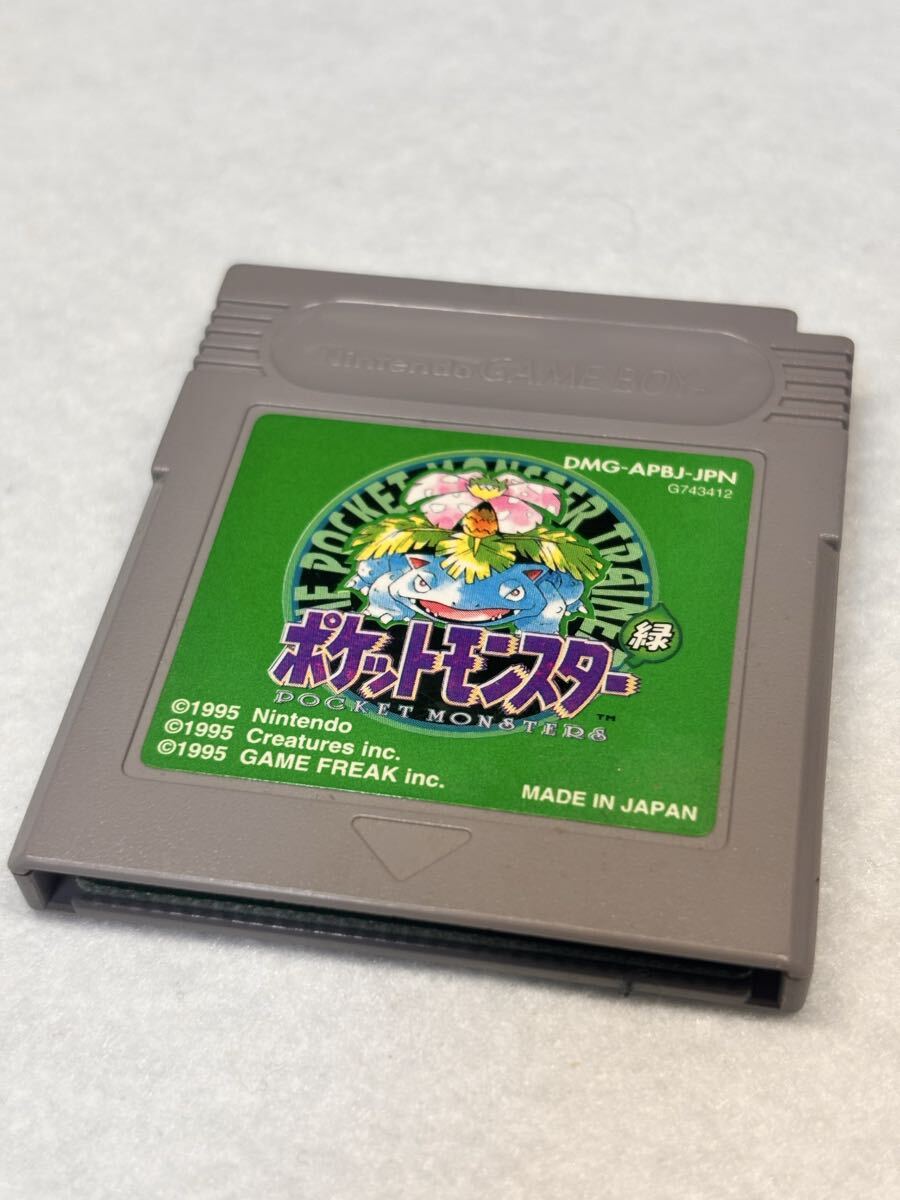 Nintendo GAME BOY
DMG-APBJ-JPN
G743412
POCKET MONSTER TRAINE
ポケットモンスター
緑
POCKET MONSTERS
™
©1995 Nintendo
©1995 Creatures inc.
©1995 GAME FREAK inc.
MADE IN JAPAN